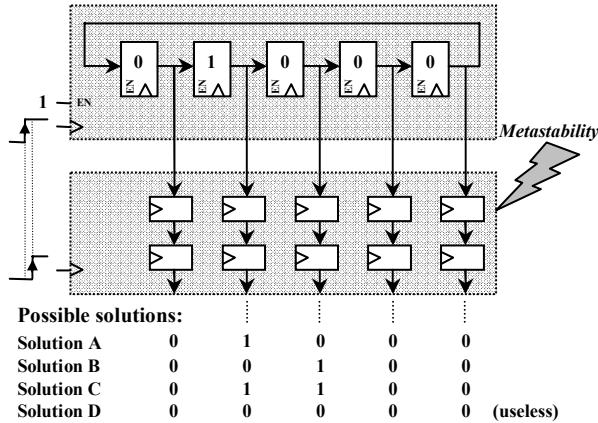 0 1 0 0 0
EN EN EN EN EN
1 EN
Metastability
Possible solutions:
Solution A 0 1 0 0 0
Solution B 0 0 1 0 0
Solution C 0 1 1 0 0
Solution D 0 0 0 0 0 (useless)